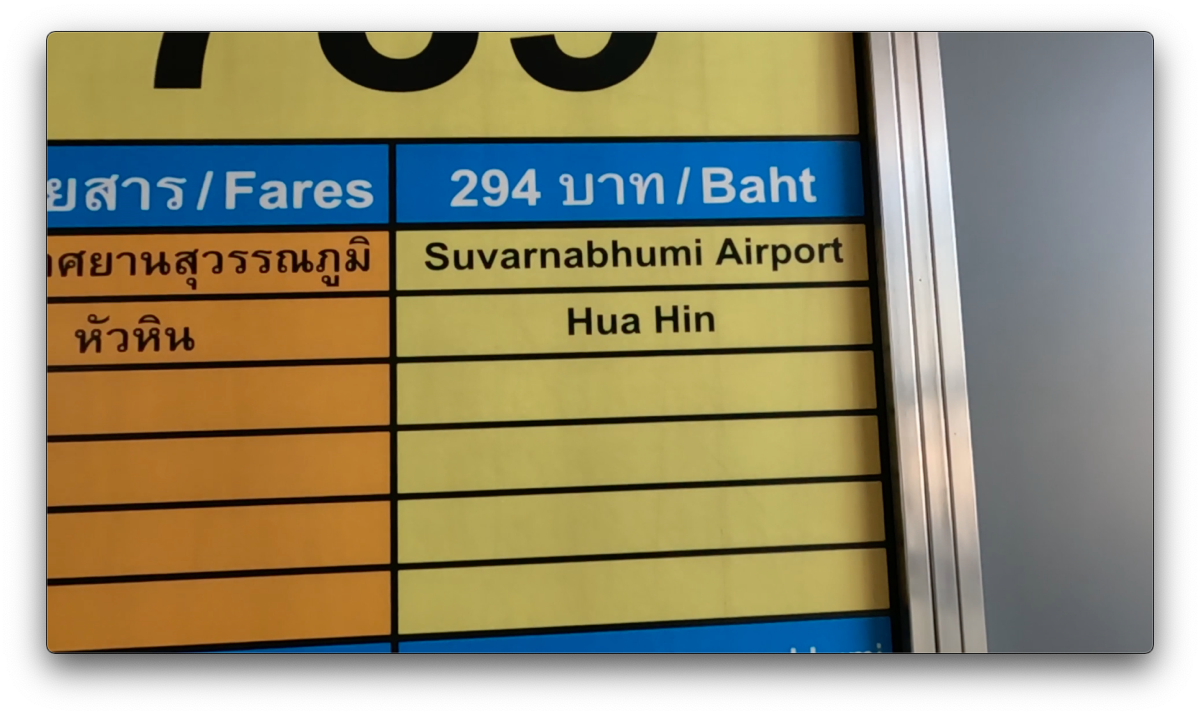 ยสาร / Fares 294 บาท / Baht
ศยานสุวรรณภูมิ Suvarnabhumi Airport
หัวหิน Hua Hin